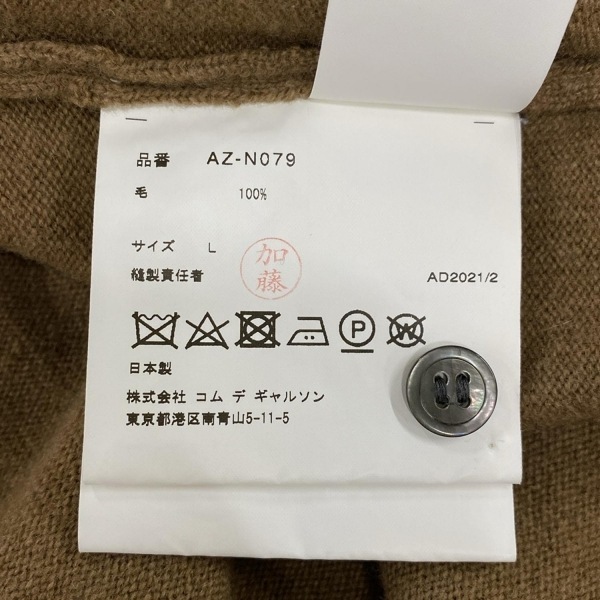 品番 AZ-N079
毛 100%
サイズ L
縫製責任者 加藤 AD2021/2
P W
日本製
株式会社 コム デ ギャルソン
東京都港区南青山5-11-5